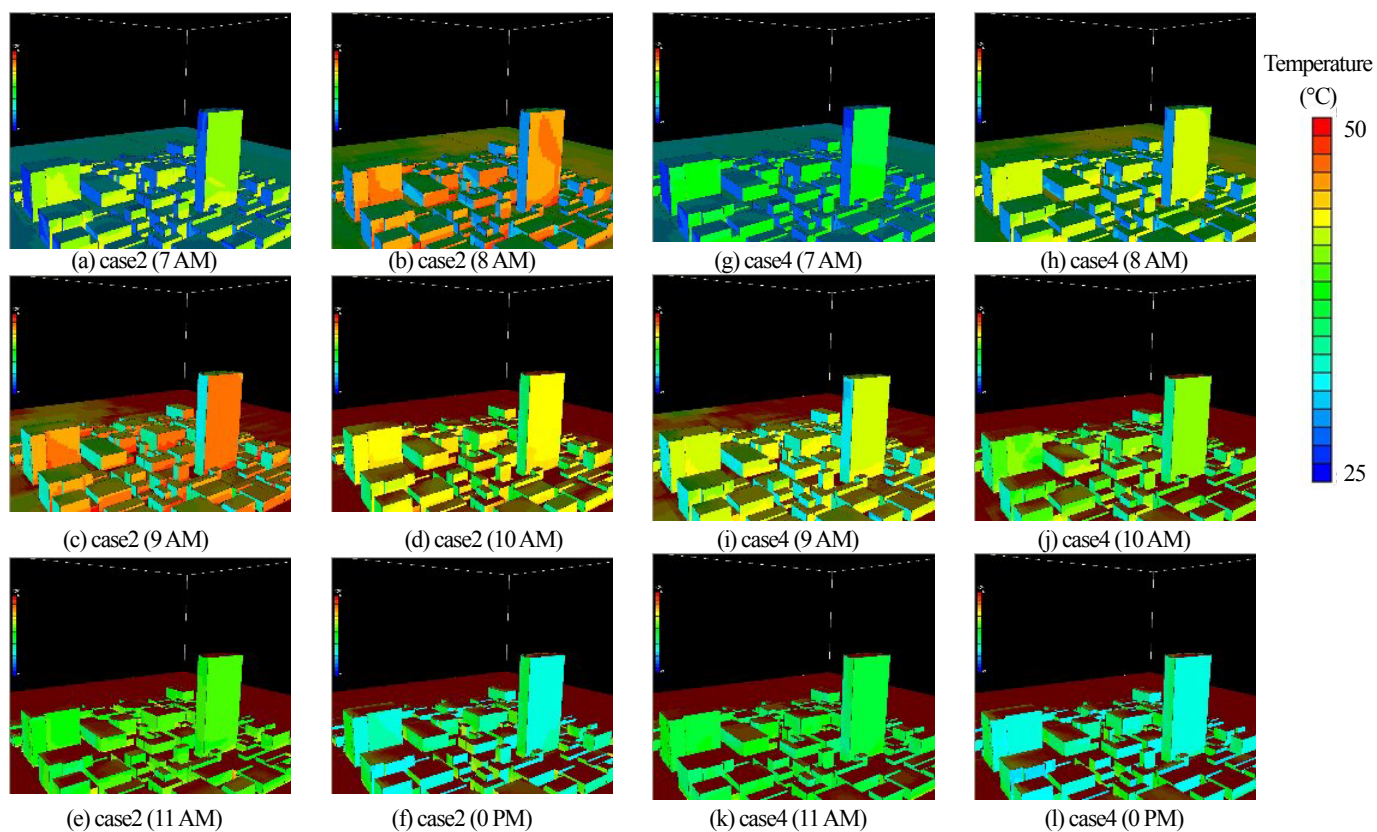 Temperature
(°C)
50
25
(a) case2 (7 AM)
(b) case2 (8 AM)
(g) case4 (7 AM)
(h) case4 (8 AM)
(c) case2 (9 AM)
(d) case2 (10 AM)
(i) case4 (9 AM)
(j) case4 (10 AM)
(e) case2 (11 AM)
(f) case2 (0 PM)
(k) case4 (11 AM)
(l) case4 (0 PM)